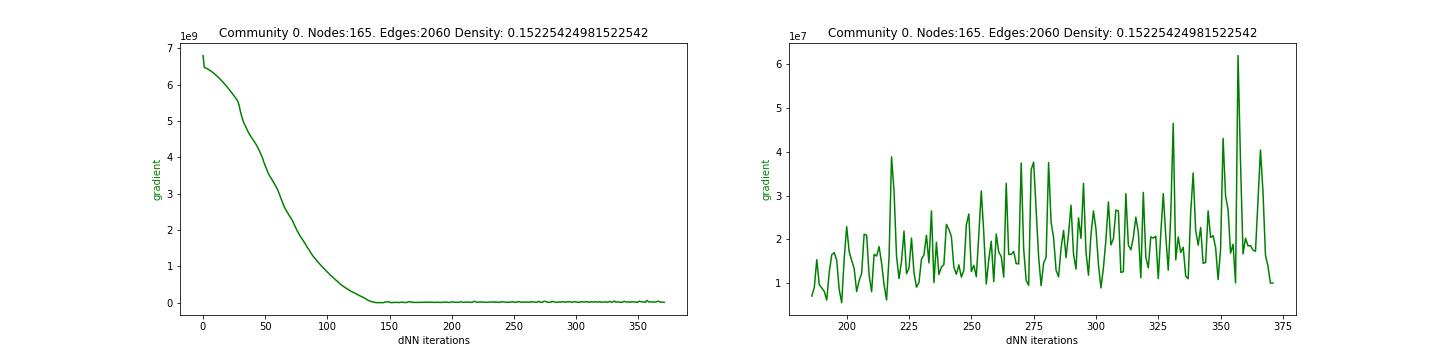 Community 0. Nodes:165. Edges:2060 Density: 0.15225424981522542
1e9
7
6
5
4
3
2
1
0
gradient
0 50 100 150 200 250 300 350
dNN iterations
Community 0. Nodes:165. Edges:2060 Density: 0.15225424981522542
1e7
6
5
4
3
2
1
gradient
200 225 250 275 300 325 350 375
dNN iterations